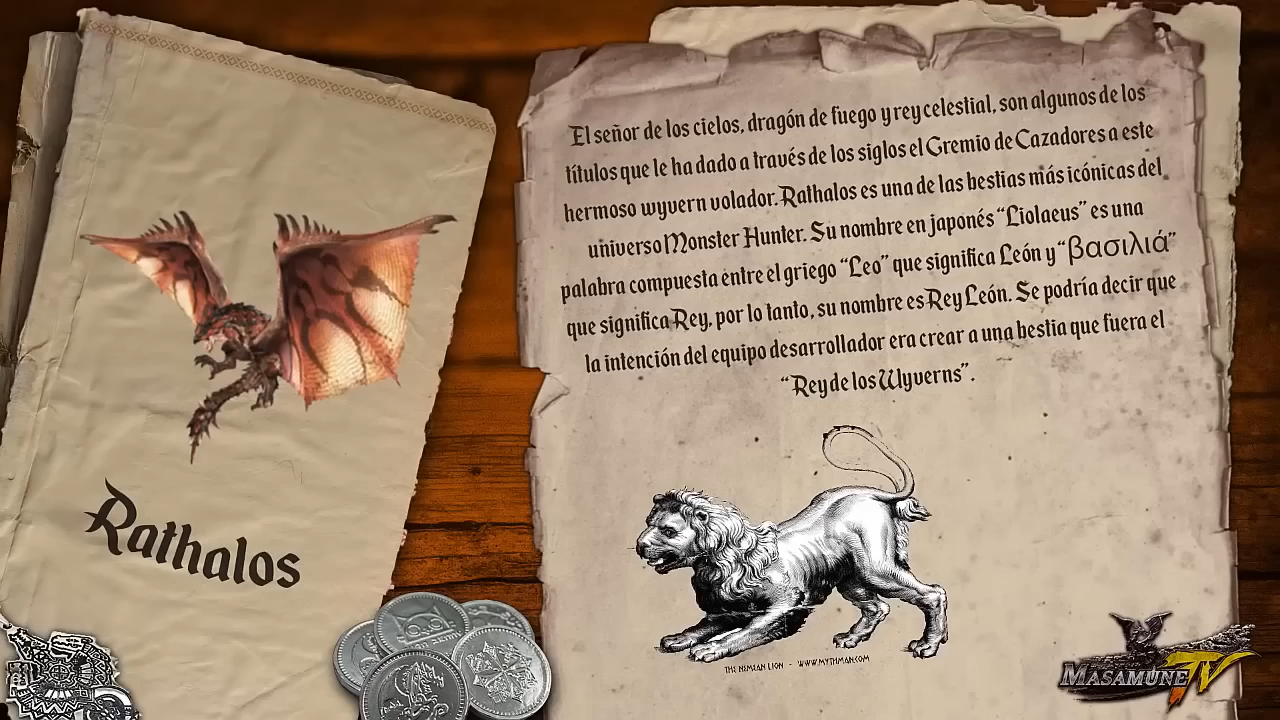 Rathalos
El señor de los cielos, dragón de fuego y rey celestial, son algunos de los
títulos que le ha dado a través de los siglos el Gremio de Cazadores a este
hermoso wyvern volador. Rathalos es una de las bestias más icónicas del
universo Monster Hunter. Su nombre en japonés “Liolaeus” es una
palabra compuesta entre el griego “Leo” que significa León y “βασιλιά”
que significa Rey, por lo tanto, su nombre es Rey León. Se podría decir que
la intención del equipo desarrollador era crear a una bestia que fuera el
“Rey de los Wyverns”.
THE NEMEAN LION - WWW.MYTHMAN.COM
MASAMUNE TV